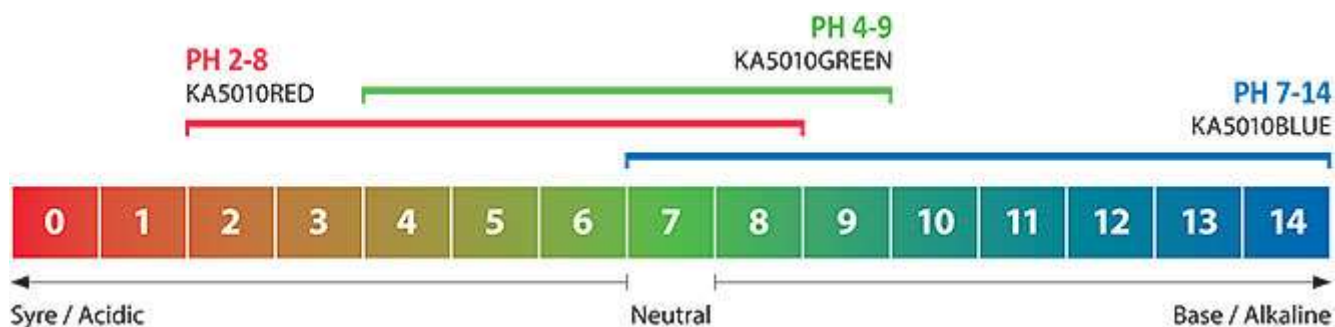 PH 4-9
KA5010GREEN
PH 2-8
KA5010RED
PH 7-14
KA5010BLUE
0 1 2 3 4 5 6 7 8 9 10 11 12 13 14
Syre / Acidic Neutral Base / Alkaline